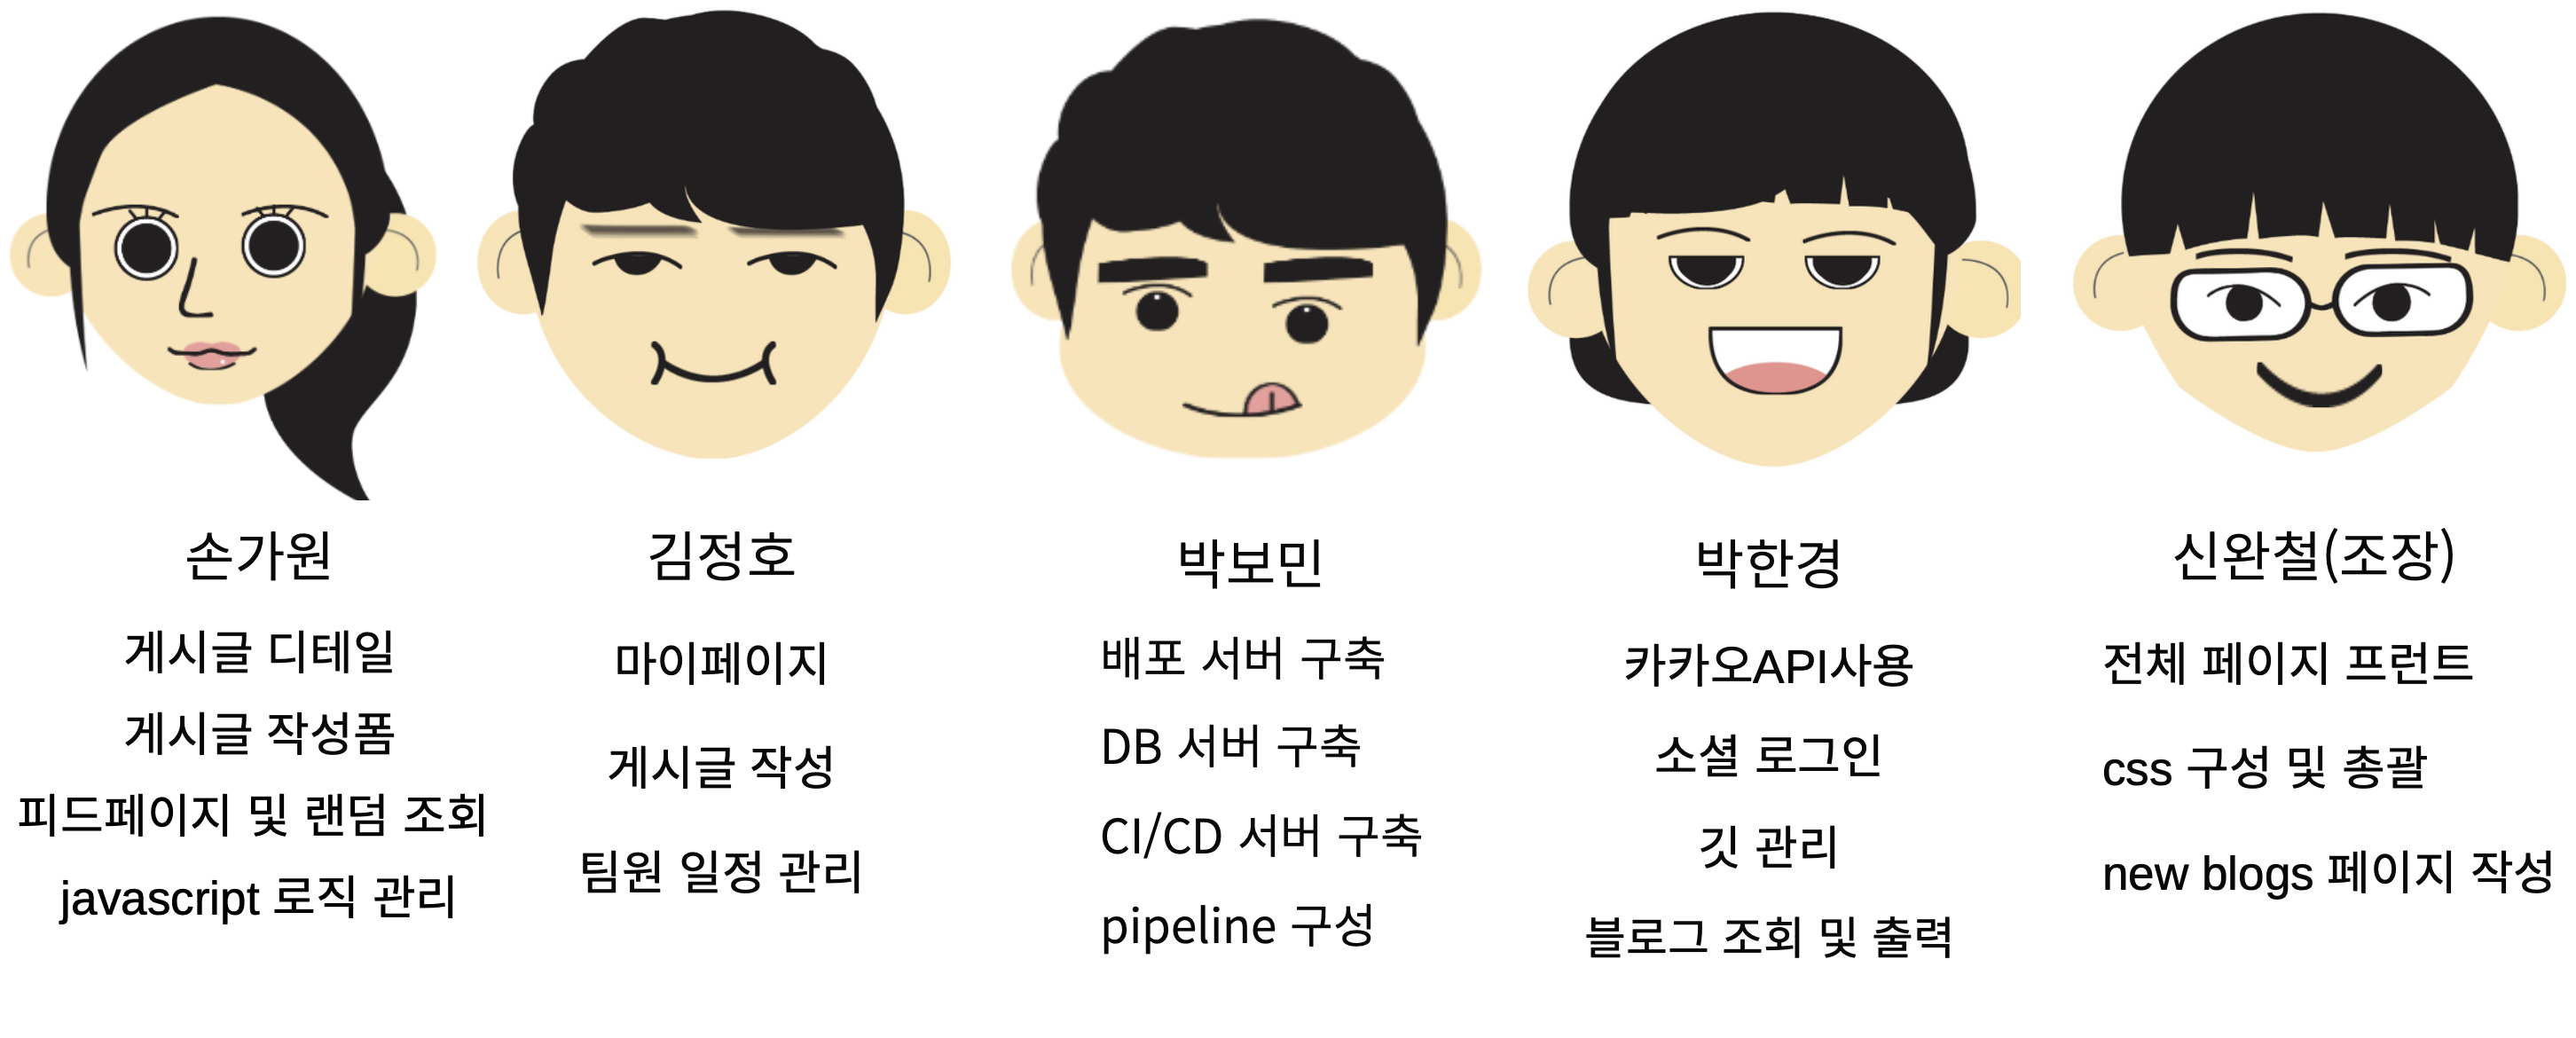 손가원
게시글 디테일
게시글 작성폼
피드페이지 및 랜덤 조회
javascript 로직 관리
김정호
마이페이지
게시글 작성
팀원 일정 관리
박보민
배포 서버 구축
DB 서버 구축
CI/CD 서버 구축
pipeline 구성
박한경
카카오API사용
소셜 로그인
깃 관리
블로그 조회 및 출력
신완철(조장)
전체 페이지 프런트
css 구성 및 총괄
new blogs 페이지 작성